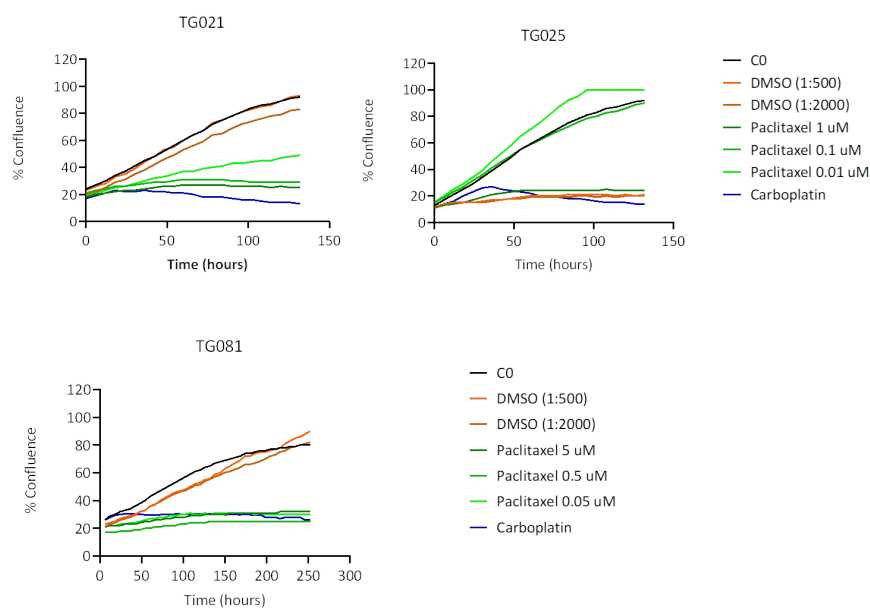 TG021
120
100
80
60
40
20
0
% Confluence
0 50 100 150
Time (hours)
TG025
120
100
80
60
40
20
0
% Confluence
0 50 100 150
Time (hours)
C0
DMSO (1:500)
DMSO (1:2000)
Paclitaxel 1 uM
Paclitaxel 0.1 uM
Paclitaxel 0.01 uM
Carboplatin
TG081
120
100
80
60
40
20
0
% Confluence
0 50 100 150 200 250 300
Time (hours)
C0
DMSO (1:500)
DMSO (1:2000)
Paclitaxel 5 uM
Paclitaxel 0.5 uM
Paclitaxel 0.05 uM
Carboplatin